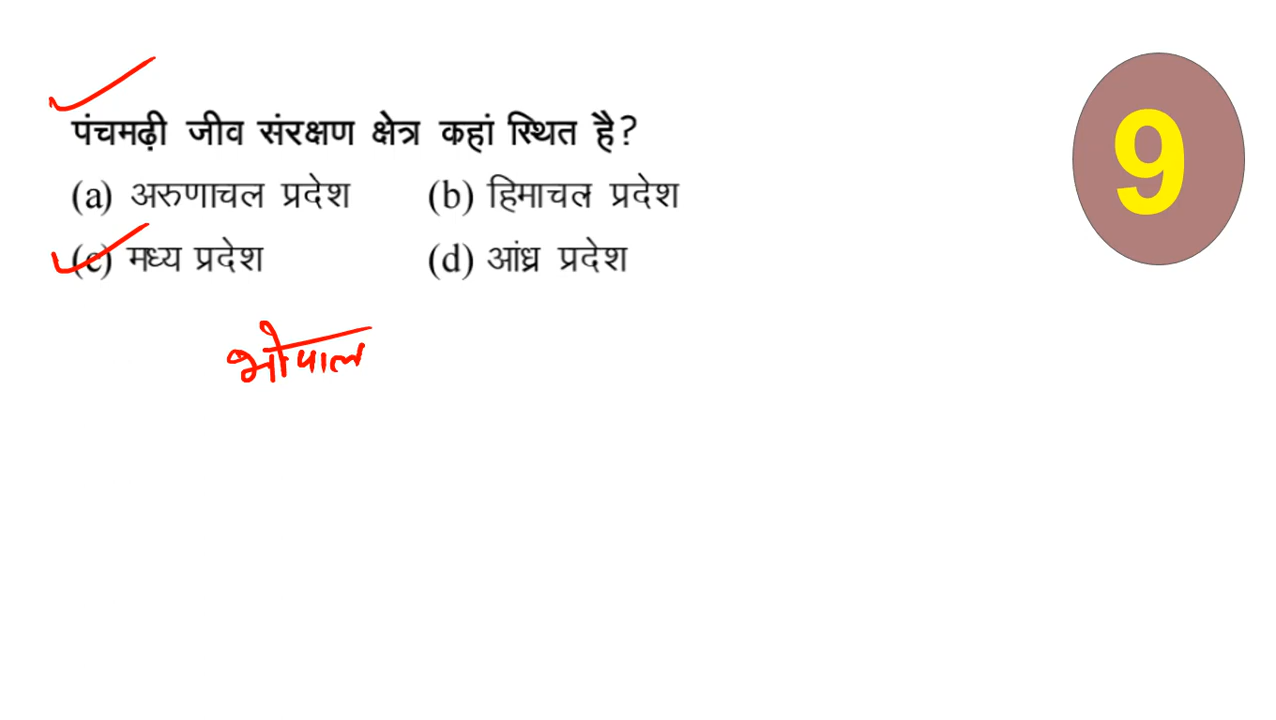 पंचमढ़ी जीव संरक्षण क्षेत्र कहां स्थित है?
(a) अरुणाचल प्रदेश (b) हिमाचल प्रदेश
(c) मध्य प्रदेश (d) आंध्र प्रदेश
भोपाल
9